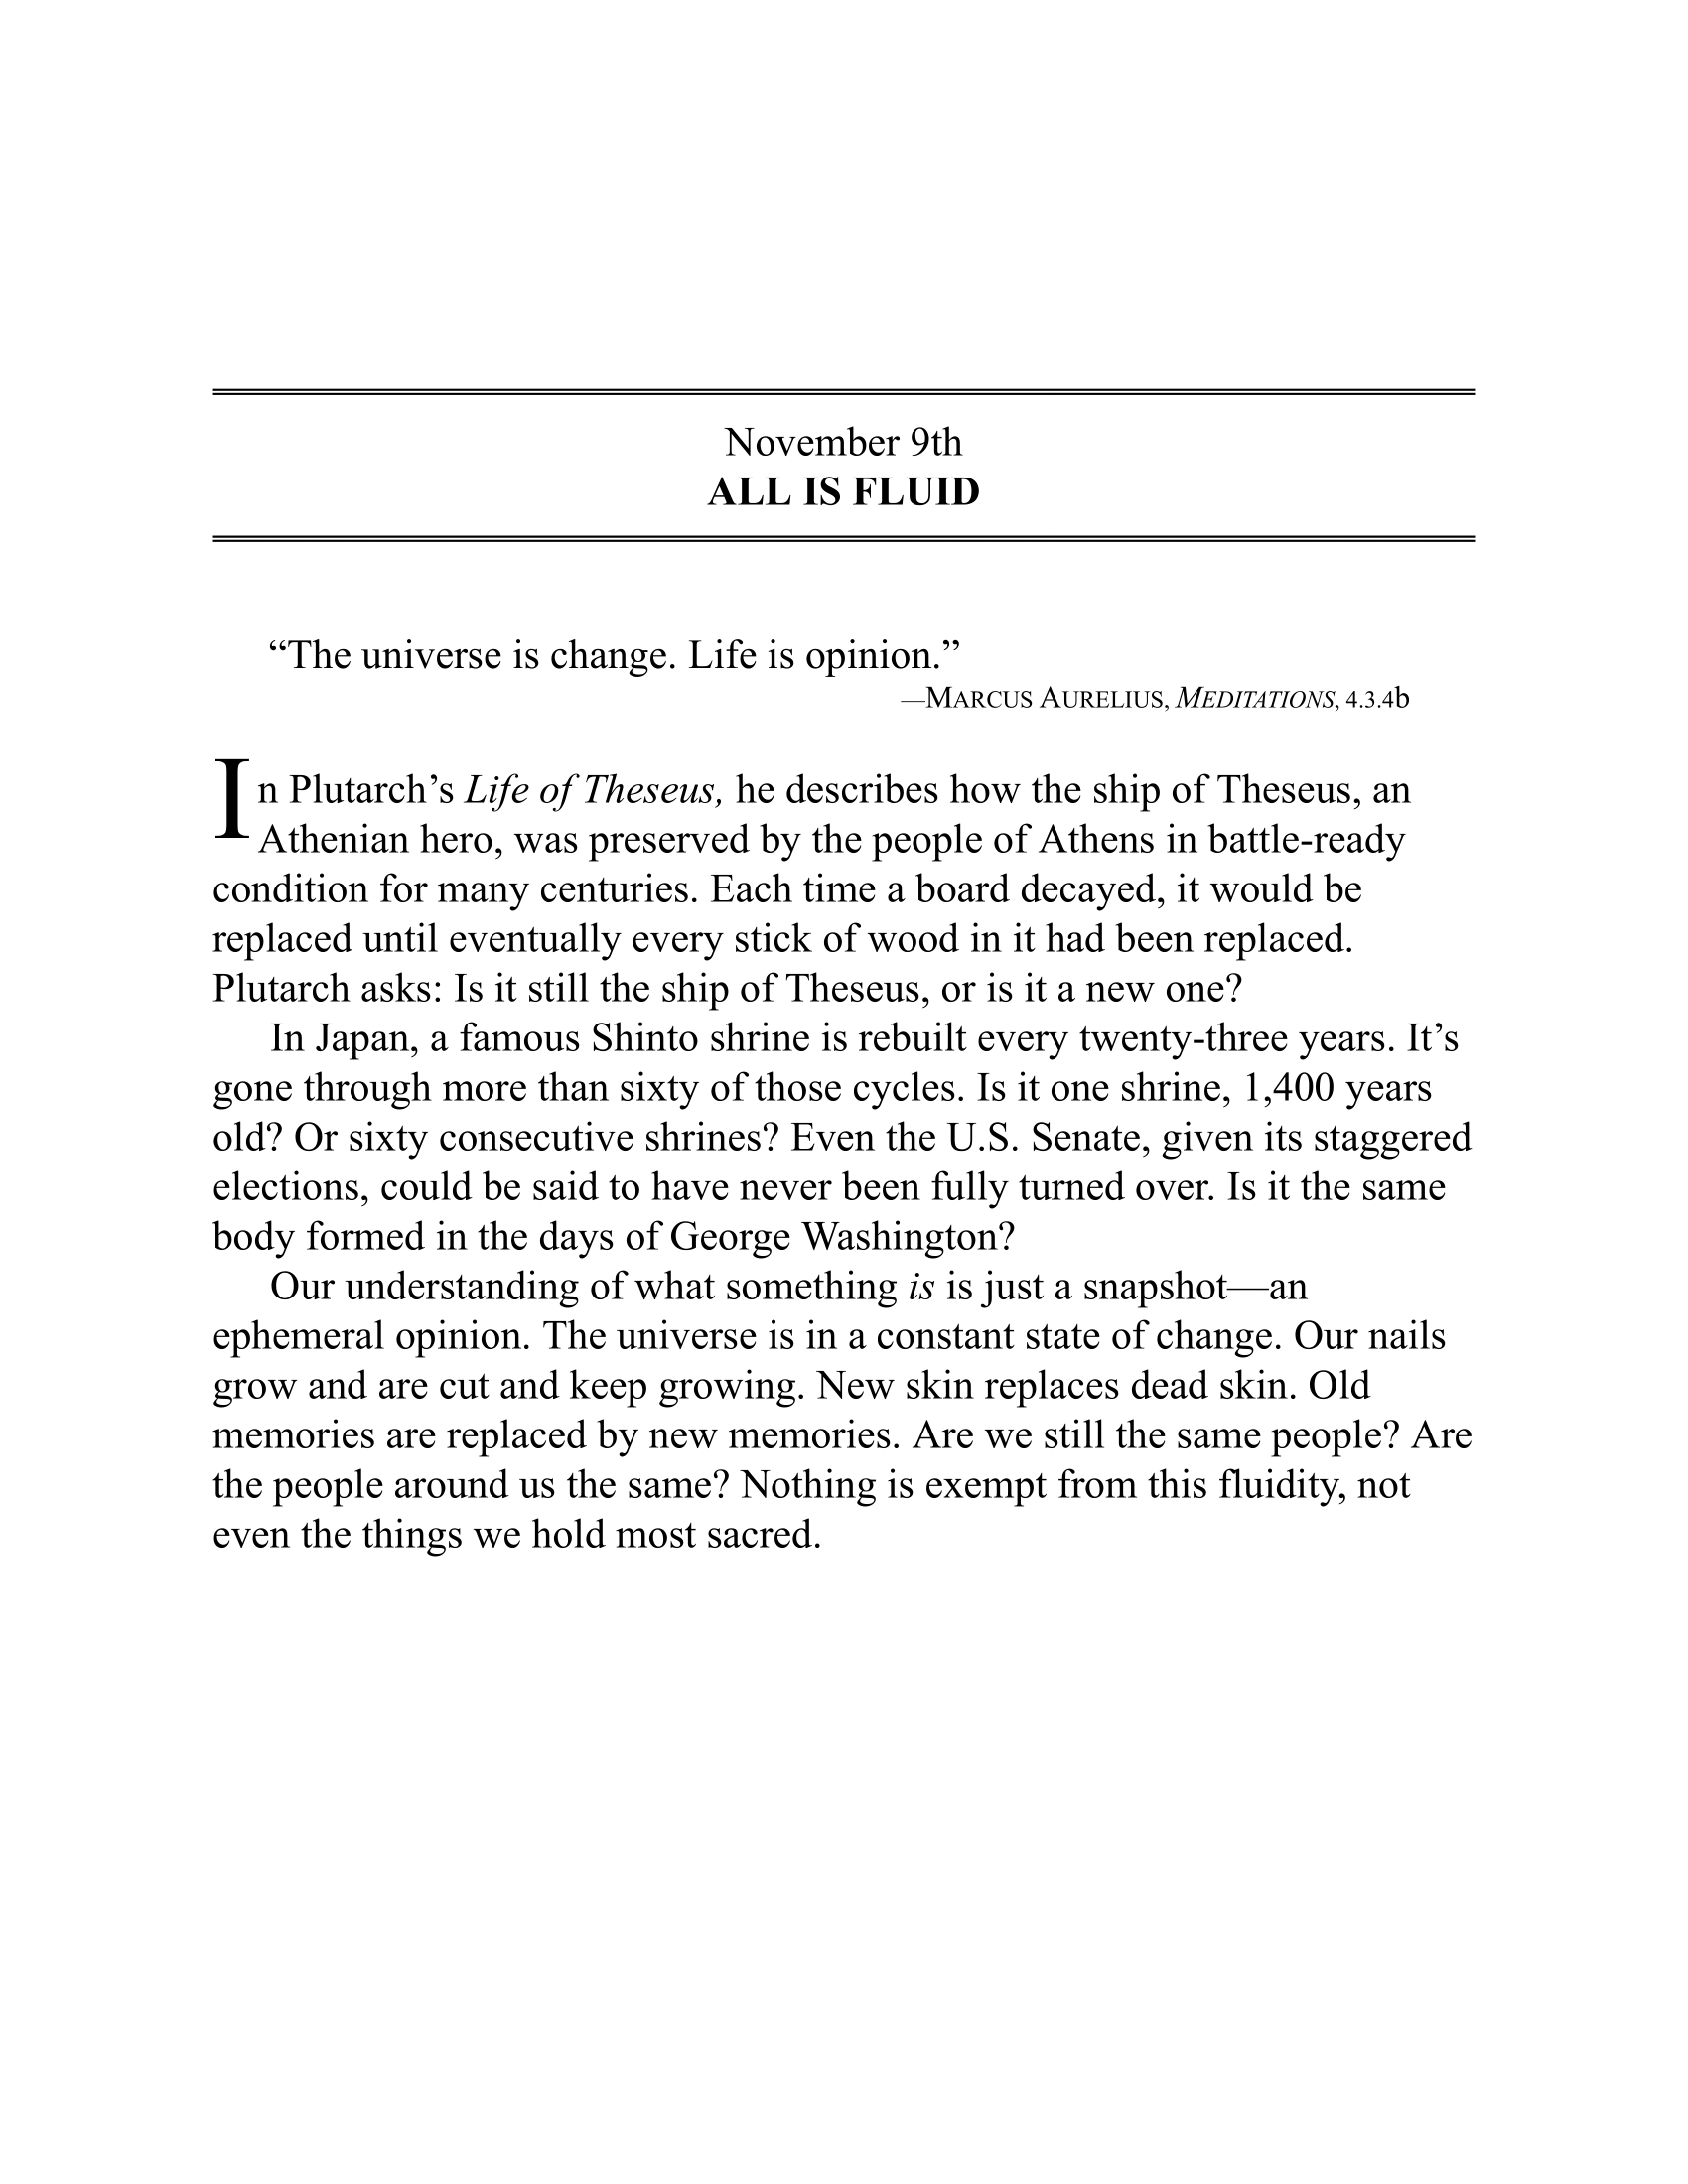 November 9th
ALL IS FLUID
“The universe is change. Life is opinion.”
—MARCUS AURELIUS, MEDITATIONS, 4.3.4b
In Plutarch’s Life of Theseus, he describes how the ship of Theseus, an
Athenian hero, was preserved by the people of Athens in battle-ready
condition for many centuries. Each time a board decayed, it would be
replaced until eventually every stick of wood in it had been replaced.
Plutarch asks: Is it still the ship of Theseus, or is it a new one?
In Japan, a famous Shinto shrine is rebuilt every twenty-three years. It’s
gone through more than sixty of those cycles. Is it one shrine, 1,400 years
old? Or sixty consecutive shrines? Even the U.S. Senate, given its staggered
elections, could be said to have never been fully turned over. Is it the same
body formed in the days of George Washington?
Our understanding of what something is is just a snapshot—an
ephemeral opinion. The universe is in a constant state of change. Our nails
grow and are cut and keep growing. New skin replaces dead skin. Old
memories are replaced by new memories. Are we still the same people? Are
the people around us the same? Nothing is exempt from this fluidity, not
even the things we hold most sacred.